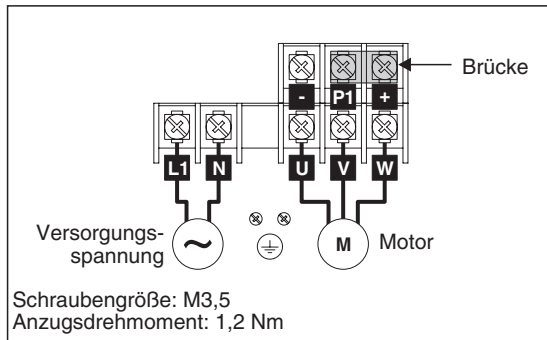 Brücke
- P1 +
L1 N U V W
Versorgungs-
spannung
~
M
Motor
Schraubengröße: M3,5
Anzugsdrehmoment: 1,2 Nm